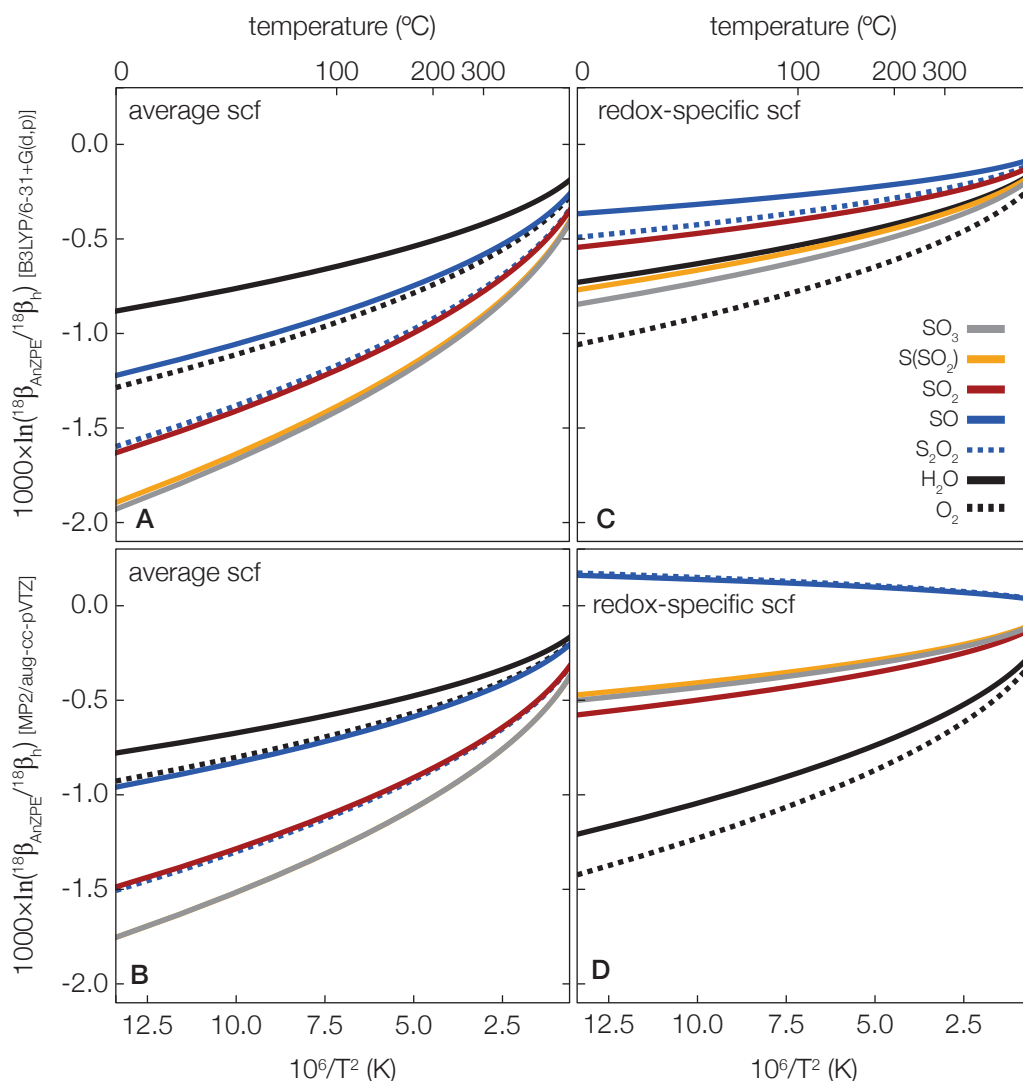 temperature (ºC)
temperature (ºC)
0 100 200 300
0 100 200 300
average scf
redox-specific scf
1000×ln(¹⁸β_AnZPE/¹⁸β_h) [B3LYP/6-31+G(d,p)]
0.0
-0.5
-1.0
-1.5
-2.0
A
C
SO₃
S(SO₂)
SO₂
SO
S₂O₂
H₂O
O₂
average scf
redox-specific scf
1000×ln(¹⁸β_AnZPE/¹⁸β_h) [MP2/aug-cc-pVTZ]
0.0
-0.5
-1.0
-1.5
-2.0
B
D
12.5 10.0 7.5 5.0 2.5
12.5 10.0 7.5 5.0 2.5
10⁶/T² (K)
10⁶/T² (K)